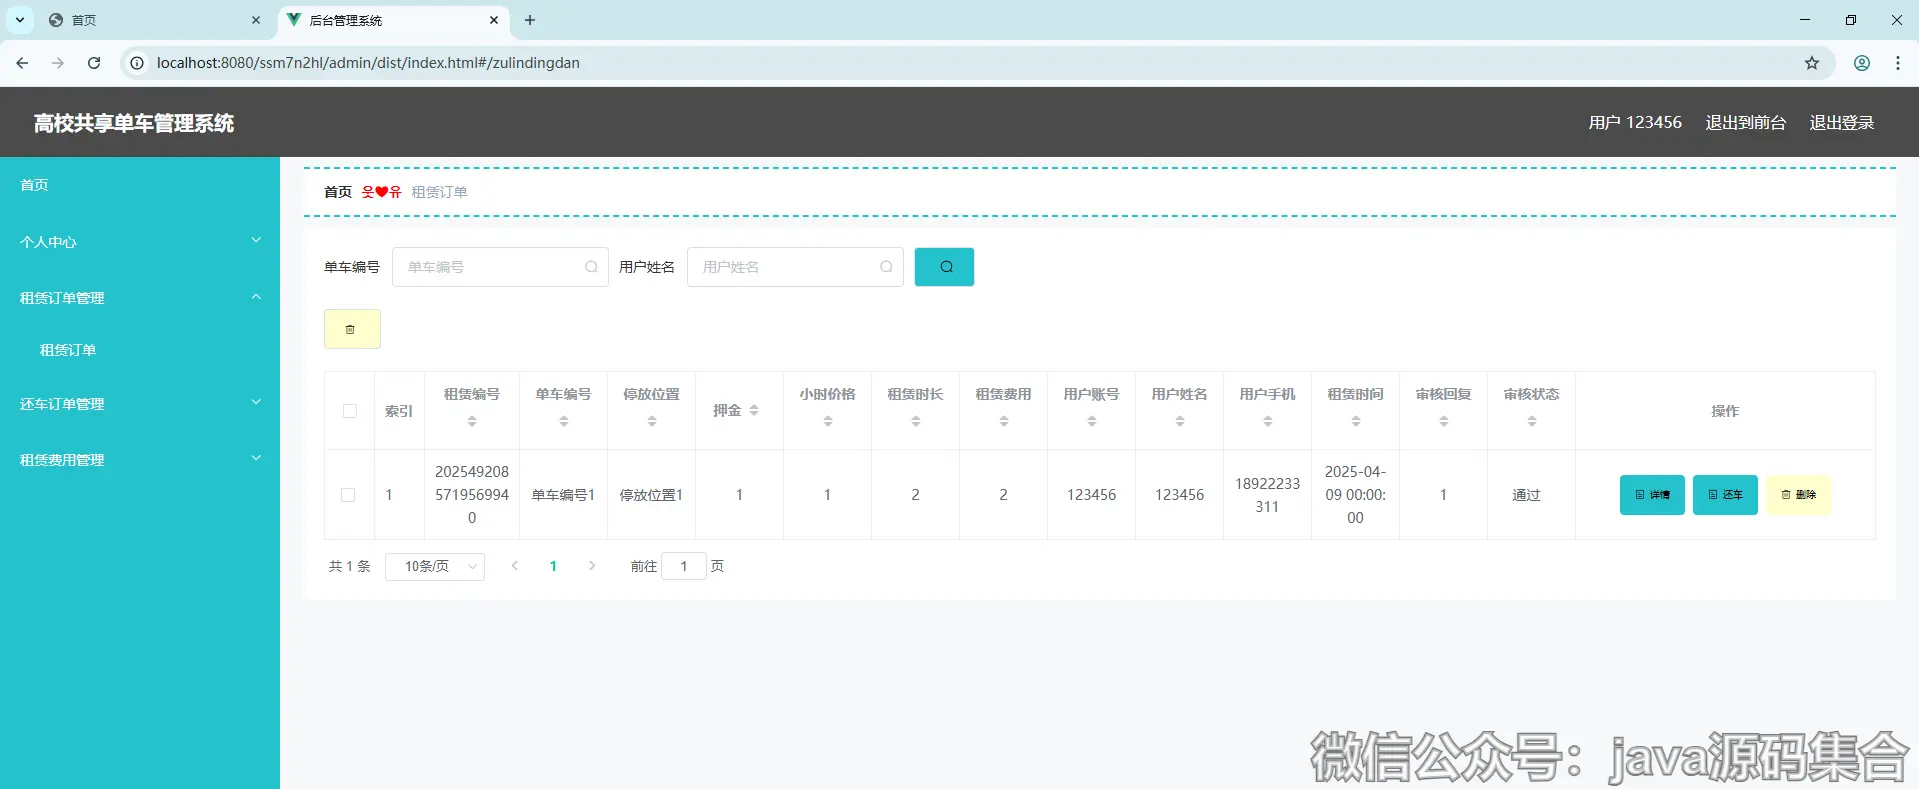 首页
后台管理系统
localhost:8080/ssm7n2hl/admin/dist/index.html#/zulindingdan
高校共享单车管理系统
用户 123456 退出到前台 退出登录
首页
个人中心
租赁订单管理
租赁订单
还车订单管理
租赁费用管理
首页 웃❤유 租赁订单
单车编号 单车编号 用户姓名 用户姓名
索引 租赁编号 单车编号 停放位置 押金 小时价格 租赁时长 租赁费用 用户账号 用户姓名 用户手机 租赁时间 审核回复 审核状态 操作
1 202549208
571956994
0 单车编号1 停放位置1 1 1 2 2 123456 123456 18922233
311 2025-04-
09 00:00:
00 1 通过 详情 还车 删除
共 1 条 10条/页 1 前往 1 页
微信公众号：java源码集合